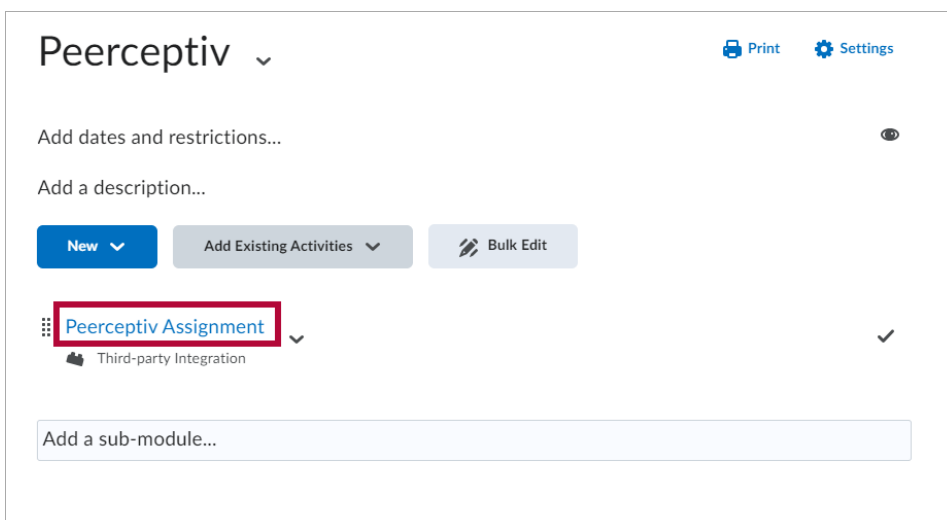 Peerceptiv
Print Settings
Add dates and restrictions...
Add a description...
New Add Existing Activities Bulk Edit
Peerceptiv Assignment
Third-party Integration
Add a sub-module...